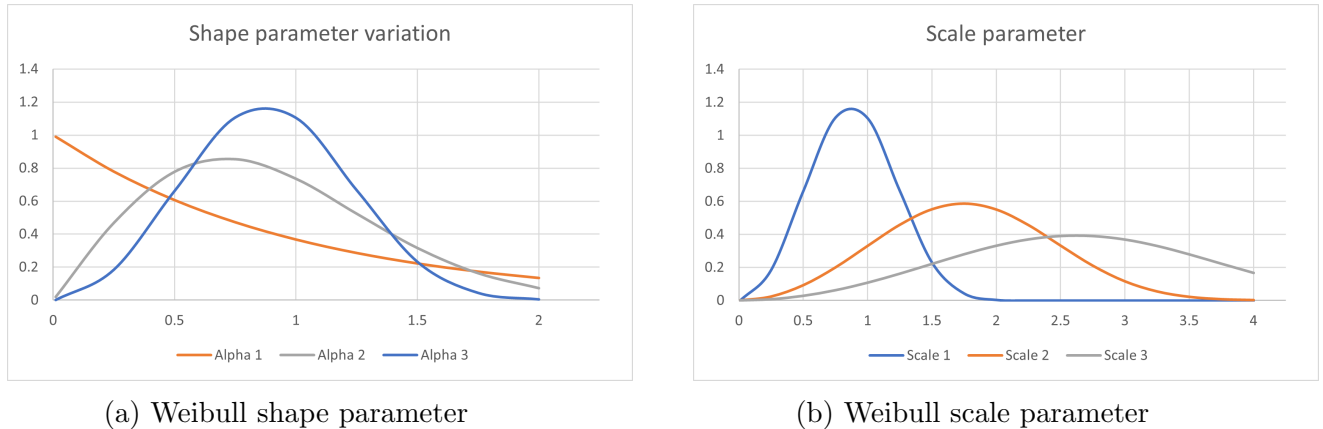 Shape parameter variation
1.4
1.2
1
0.8
0.6
0.4
0.2
0
0 0.5 1 1.5 2
Alpha 1 Alpha 2 Alpha 3
(a) Weibull shape parameter
Scale parameter
1.4
1.2
1
0.8
0.6
0.4
0.2
0
0 0.5 1 1.5 2 2.5 3 3.5 4
Scale 1 Scale 2 Scale 3
(b) Weibull scale parameter